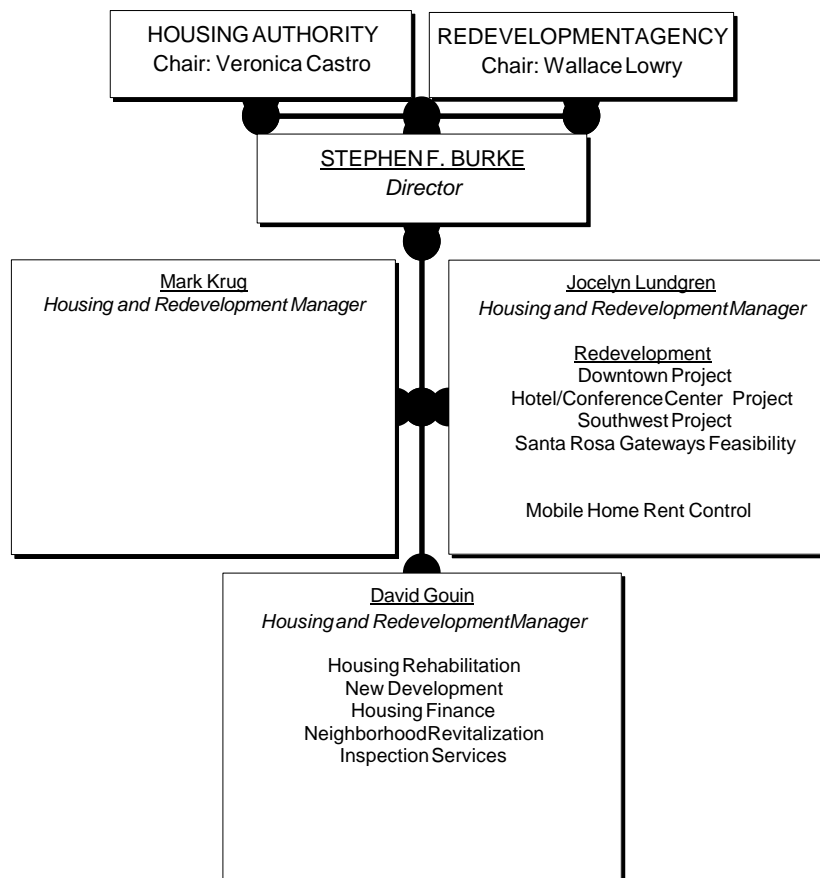 HOUSING AUTHORITY
Chair: Veronica Castro
REDEVELOPMENT AGENCY
Chair: Wallace Lowry
STEPHEN F. BURKE
Director
Mark Krug
Housing and Redevelopment Manager
Jocelyn Lundgren
Housing and Redevelopment Manager
Redevelopment
Downtown Project
Hotel/Conference Center Project
Southwest Project
Santa Rosa Gateways Feasibility
Mobile Home Rent Control
David Gouin
Housing and Redevelopment Manager
Housing Rehabilitation
New Development
Housing Finance
Neighborhood Revitalization
Inspection Services